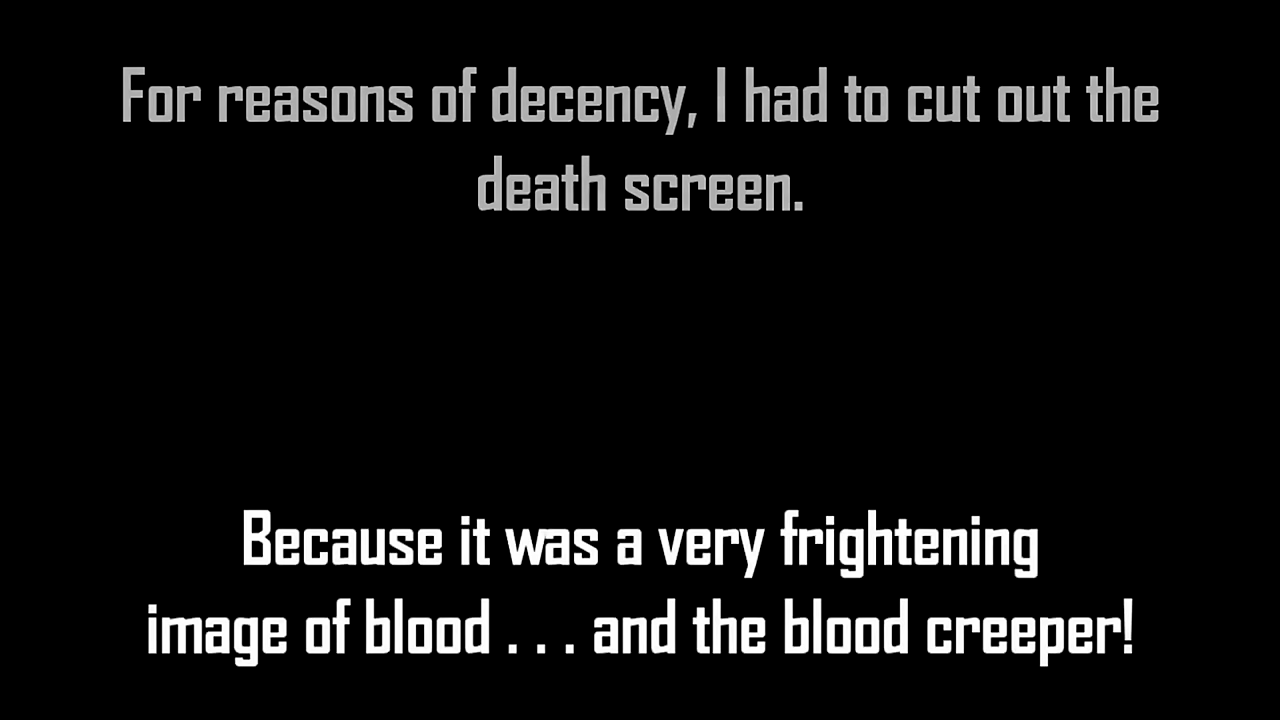 For reasons of decency, I had to cut out the
death screen.
Because it was a very frightening
image of blood . . . and the blood creeper!